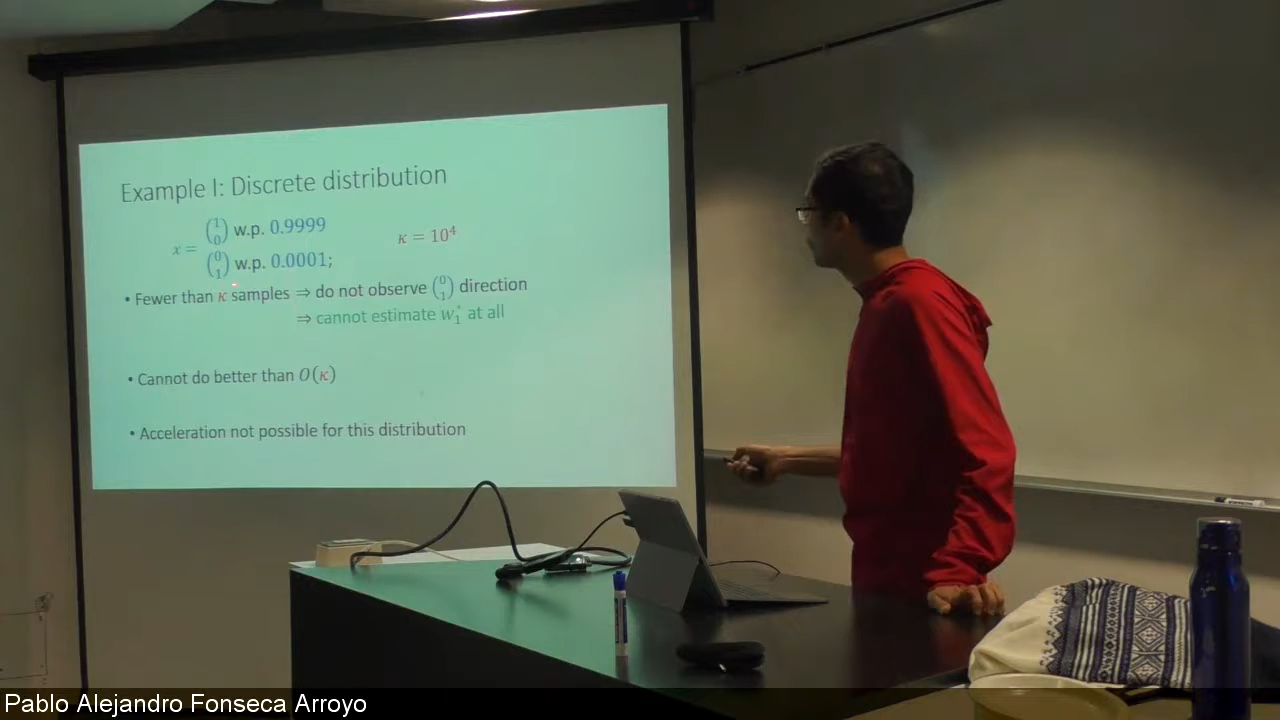 Example I: Discrete distribution
x = (1 0) w.p. 0.9999
κ = 10⁴
(0 1) w.p. 0.0001;
• Fewer than κ samples ⇒ do not observe (0 1) direction
⇒ cannot estimate w₁* at all
• Cannot do better than O(κ)
• Acceleration not possible for this distribution
Pablo Alejandro Fonseca Arroyo